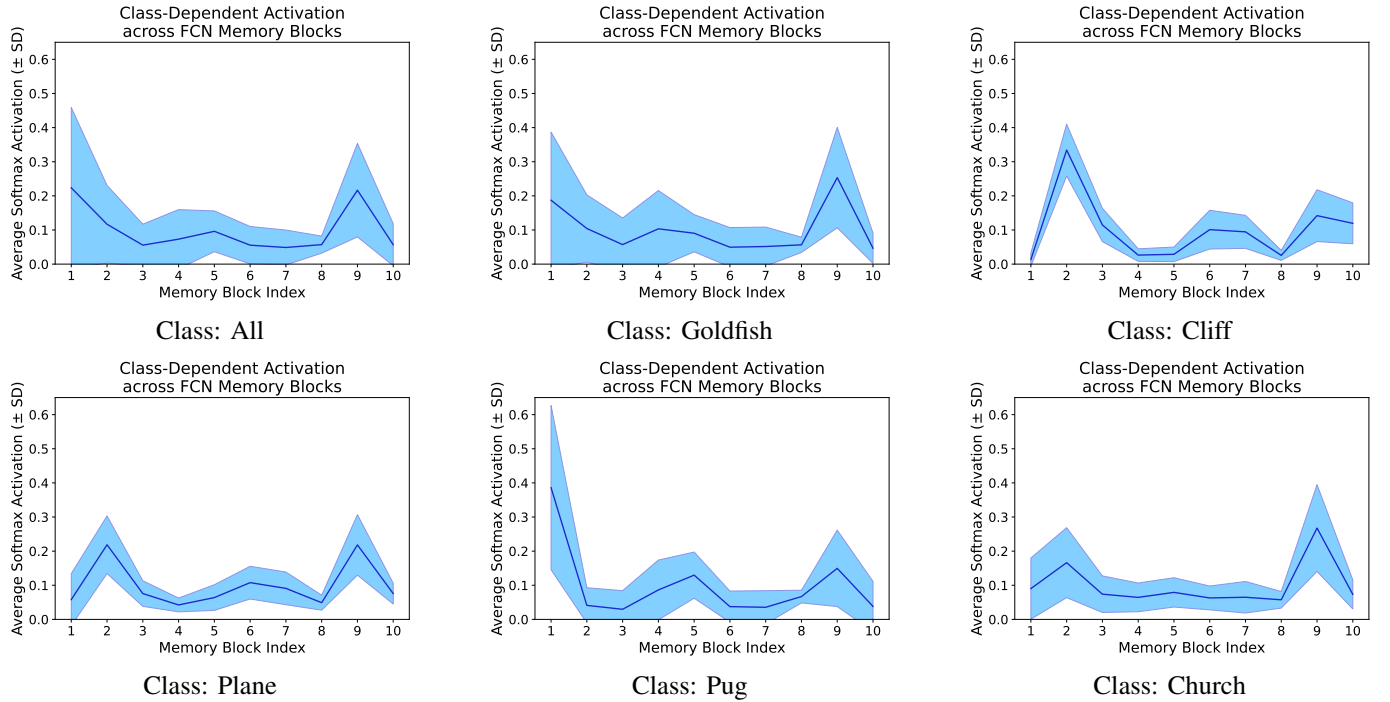 Class-Dependent Activation
across FCN Memory Blocks
Average Softmax Activation (± SD)
0.6
0.5
0.4
0.3
0.2
0.1
0.0
1 2 3 4 5 6 7 8 9 10
Memory Block Index
Class: All
Class-Dependent Activation
across FCN Memory Blocks
Average Softmax Activation (± SD)
0.6
0.5
0.4
0.3
0.2
0.1
0.0
1 2 3 4 5 6 7 8 9 10
Memory Block Index
Class: Goldfish
Class-Dependent Activation
across FCN Memory Blocks
Average Softmax Activation (± SD)
0.6
0.5
0.4
0.3
0.2
0.1
0.0
1 2 3 4 5 6 7 8 9 10
Memory Block Index
Class: Cliff
Class-Dependent Activation
across FCN Memory Blocks
Average Softmax Activation (± SD)
0.6
0.5
0.4
0.3
0.2
0.1
0.0
1 2 3 4 5 6 7 8 9 10
Memory Block Index
Class: Plane
Class-Dependent Activation
across FCN Memory Blocks
Average Softmax Activation (± SD)
0.6
0.5
0.4
0.3
0.2
0.1
0.0
1 2 3 4 5 6 7 8 9 10
Memory Block Index
Class: Pug
Class-Dependent Activation
across FCN Memory Blocks
Average Softmax Activation (± SD)
0.6
0.5
0.4
0.3
0.2
0.1
0.0
1 2 3 4 5 6 7 8 9 10
Memory Block Index
Class: Church